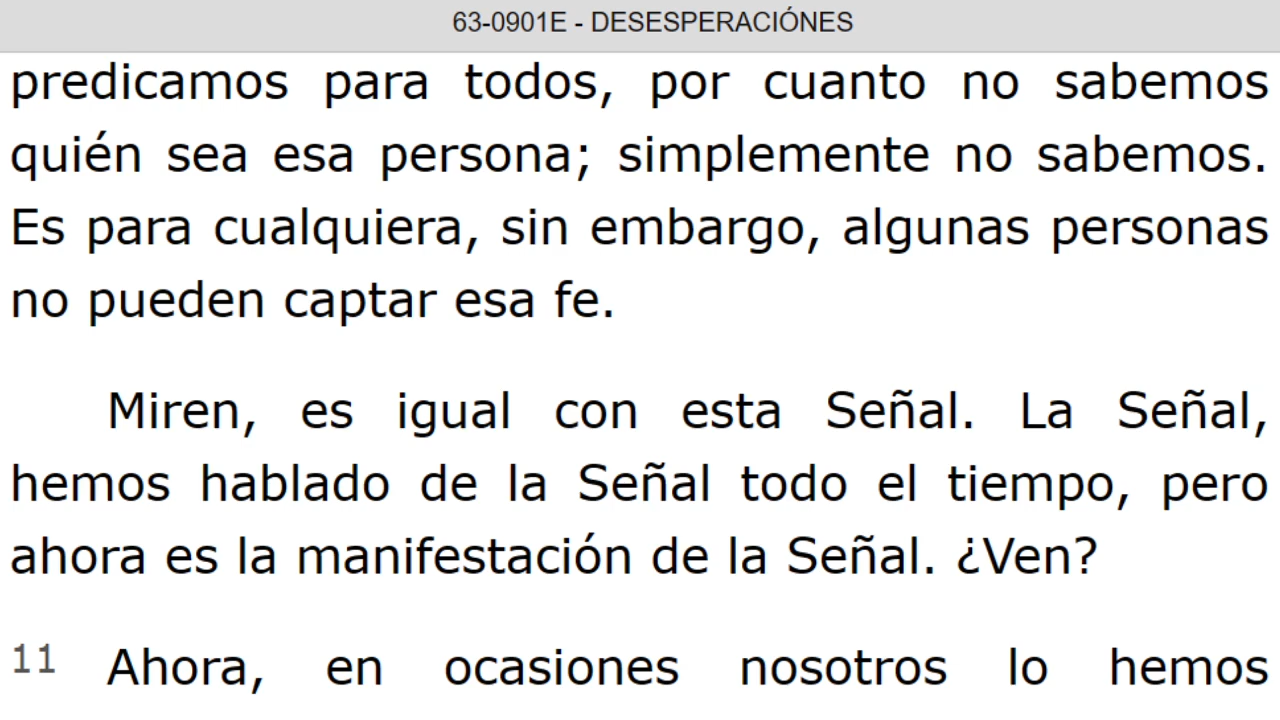 63-0901E - DESESPERACIÓNES
predicamos para todos, por cuanto no sabemos
quién sea esa persona; simplemente no sabemos.
Es para cualquiera, sin embargo, algunas personas
no pueden captar esa fe.
Miren, es igual con esta Señal. La Señal,
hemos hablado de la Señal todo el tiempo, pero
ahora es la manifestación de la Señal. ¿Ven?
11 Ahora, en ocasiones nosotros lo hemos